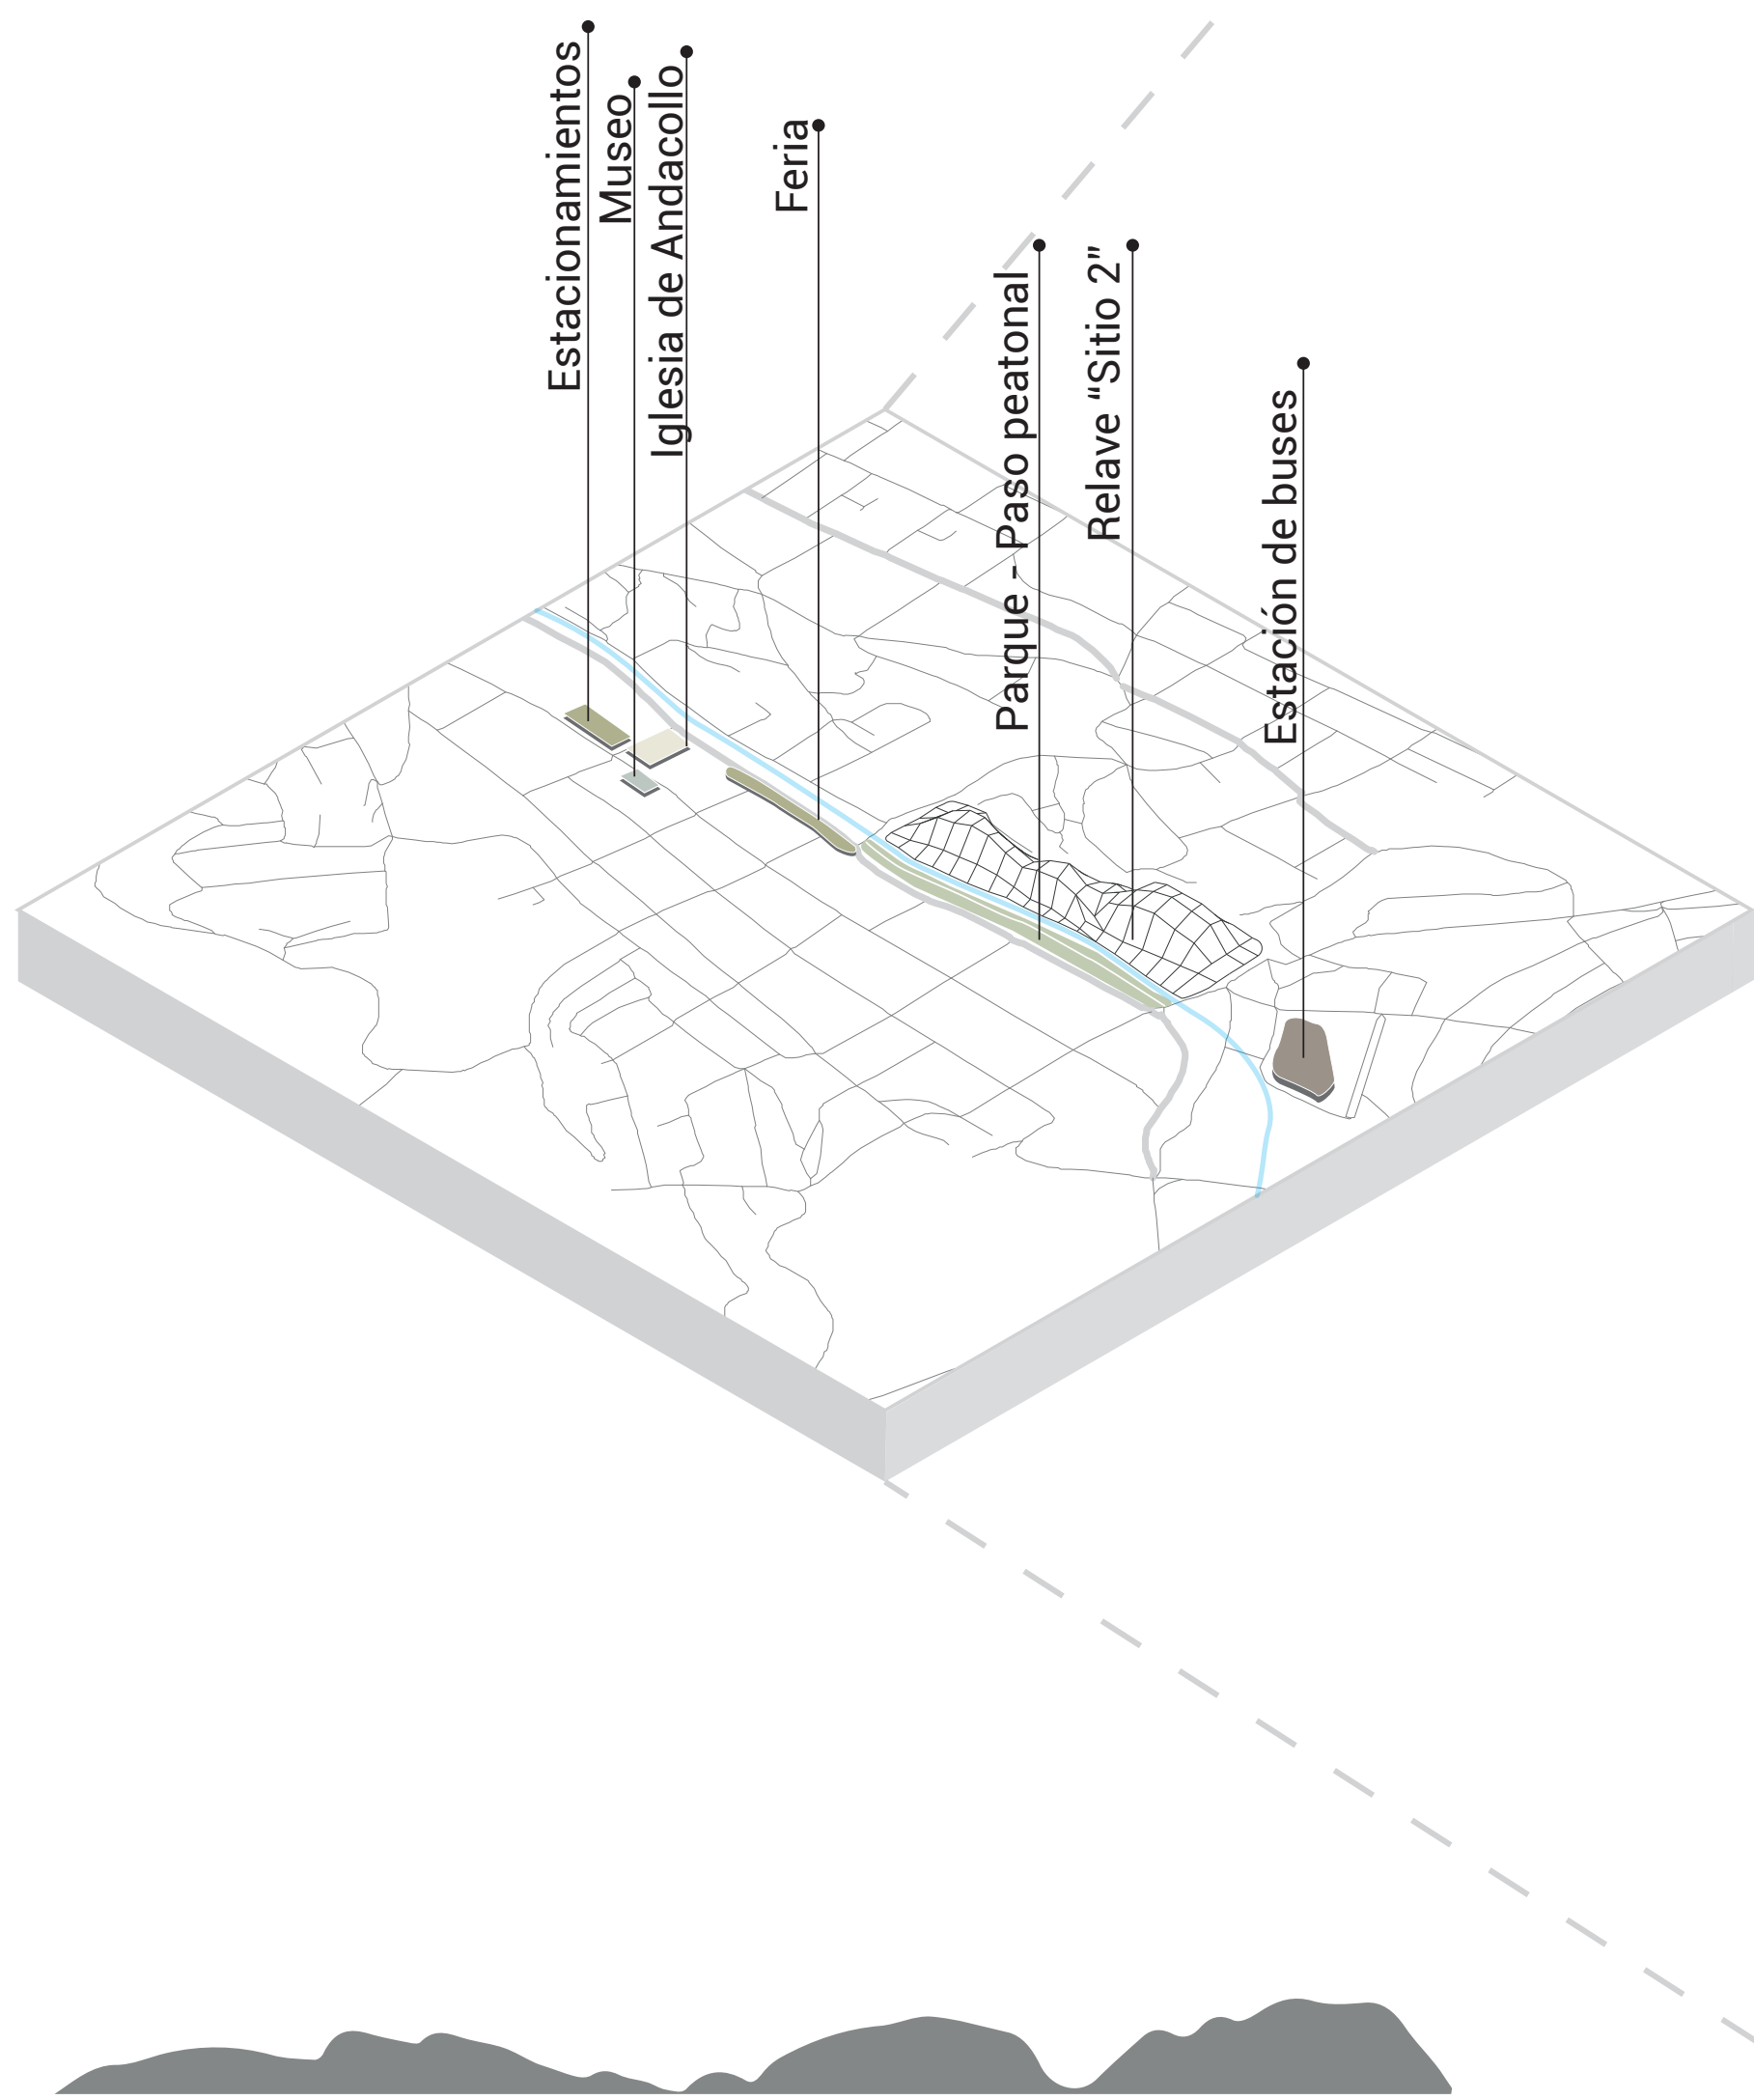 Estacionamientos
Museo
Iglesia de Andacollo
Feria
Parque - Paso peatonal
Relave "Sitio 2"
Estación de buses